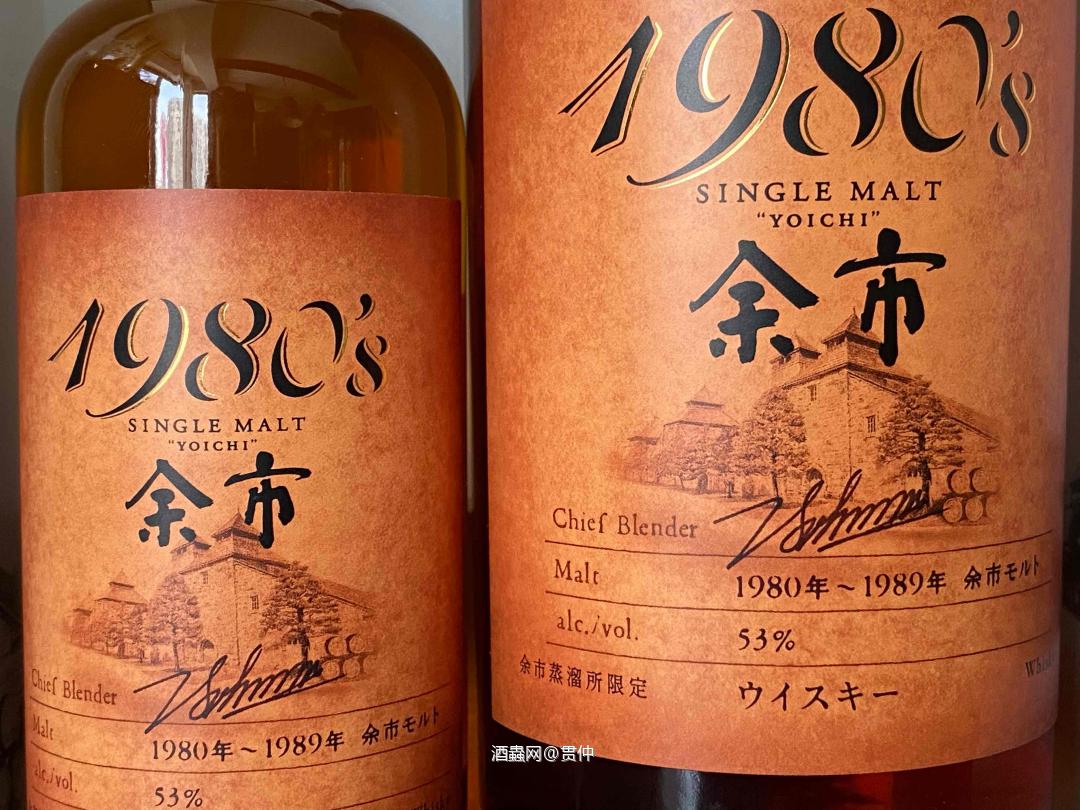 1980's
SINGLE MALT
“YOICHI”
余市
Chief Blender
Malt 1980年～1989年 余市モルト
alc./vol. 53%
1980's
SINGLE MALT
“YOICHI”
余市
Chief Blender
Malt 1980年～1989年 余市モルト
alc./vol. 53%
余市蒸溜所限定 ウイスキー
酒蟲网@贯仲